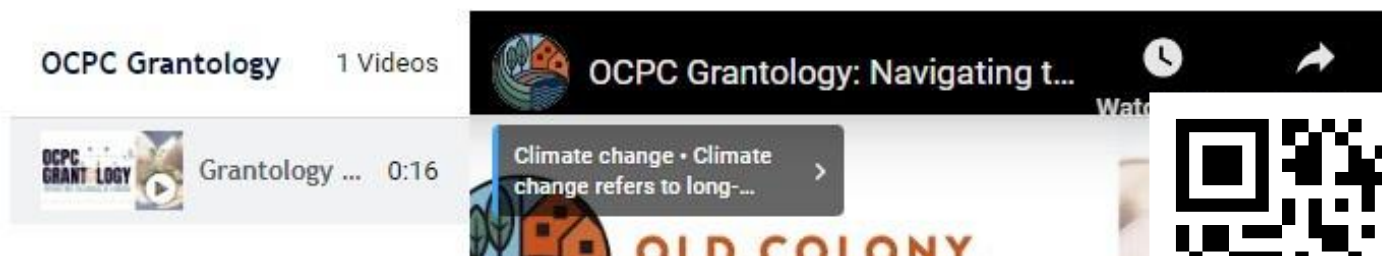 OCPC Grantology 1 Videos
OCPC Grantology: Navigating t...
Climate change • Climate
change refers to long-...
OCPC
GRANT LOGY
Grantology ... 0:16
OLD COLONY